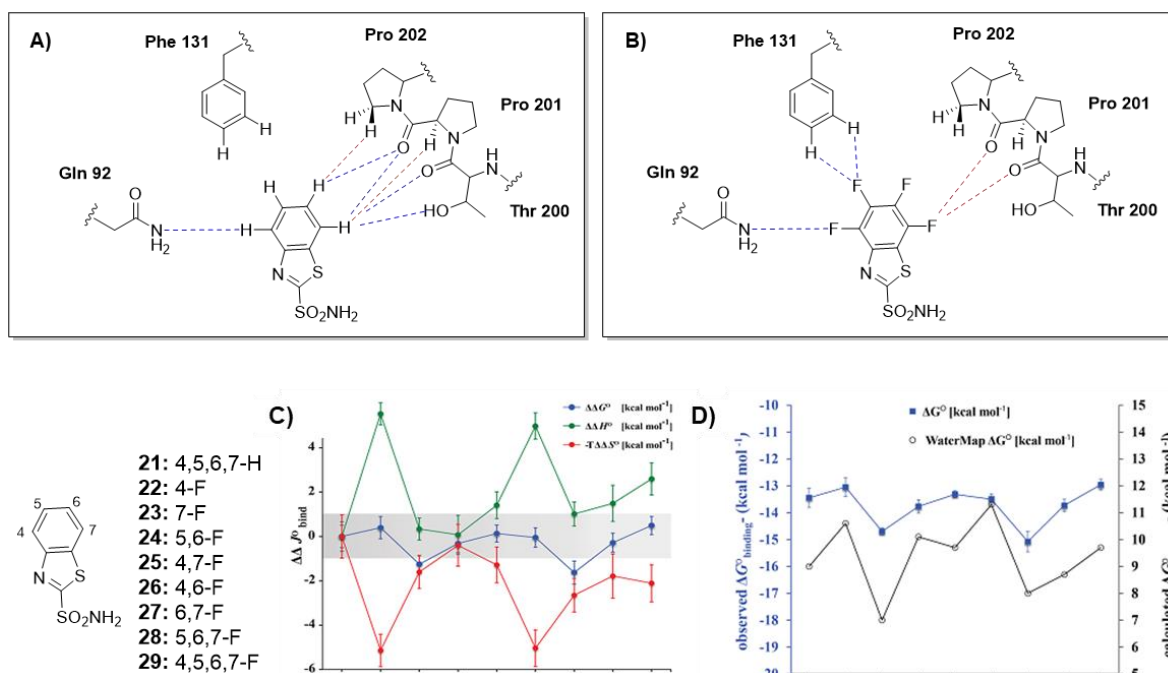 A)
Phe 131
Pro 202
Pro 201
Gln 92
Thr 200
H
H
H
H
H
H
H
H
N
N
O
O
HN
HO
O
NH2
H
H
N
S
SO2NH2
B)
Phe 131
Pro 202
Pro 201
Gln 92
Thr 200
H
H
H
H
H
N
N
O
O
HN
HO
O
NH2
F
F
F
F
N
S
SO2NH2
5
6
4
7
N
S
SO2NH2
21: 4,5,6,7-H
22: 4-F
23: 7-F
24: 5,6-F
25: 4,7-F
26: 4,6-F
27: 6,7-F
28: 5,6,7-F
29: 4,5,6,7-F
C)
ΔΔG° [kcal mol-1]
ΔΔH° [kcal mol-1]
-TΔΔS° [kcal mol-1]
ΔΔJ°bind
4
2
0
-2
-4
-6
D)
ΔG° [kcal mol-1]
WaterMap ΔG° [kcal mol-1]
observed ΔG°binding= (kcal mol-1)
-10
-11
-12
-13
-14
-15
-16
-17
-18
-19
15
14
13
12
11
10
9
8
7
6